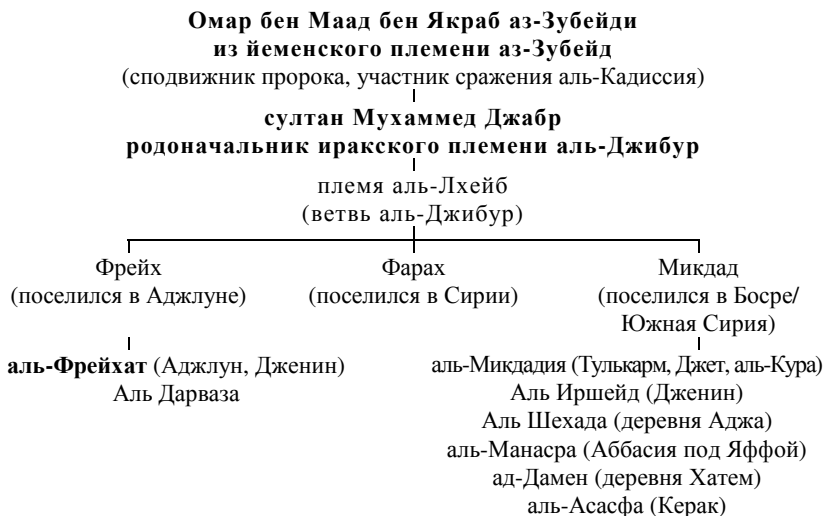 Омар бен Маад бен Якраб аз-Зубейди
из йеменского племени аз-Зубейд
(сподвижник пророка, участник сражения аль-Кадиссия)
султан Мухаммед Джабр
родоначальник иракского племени аль-Джибур
племя аль-Лхейб
(ветвь аль-Джибур)
Фрейх
(поселился в Аджлуне)
аль-Фрейхат (Аджлун, Дженин)
Аль Дарваза
Фарах
(поселился в Сирии)
Микдад
(поселился в Босре/
Южная Сирия)
аль-Микдадия (Тулькарм, Джет, аль-Кура)
Аль Иршейд (Дженин)
Аль Шехада (деревня Аджа)
аль-Манасра (Аббасия под Яффой)
ад-Дамен (деревня Хатем)
аль-Асасфа (Керак)